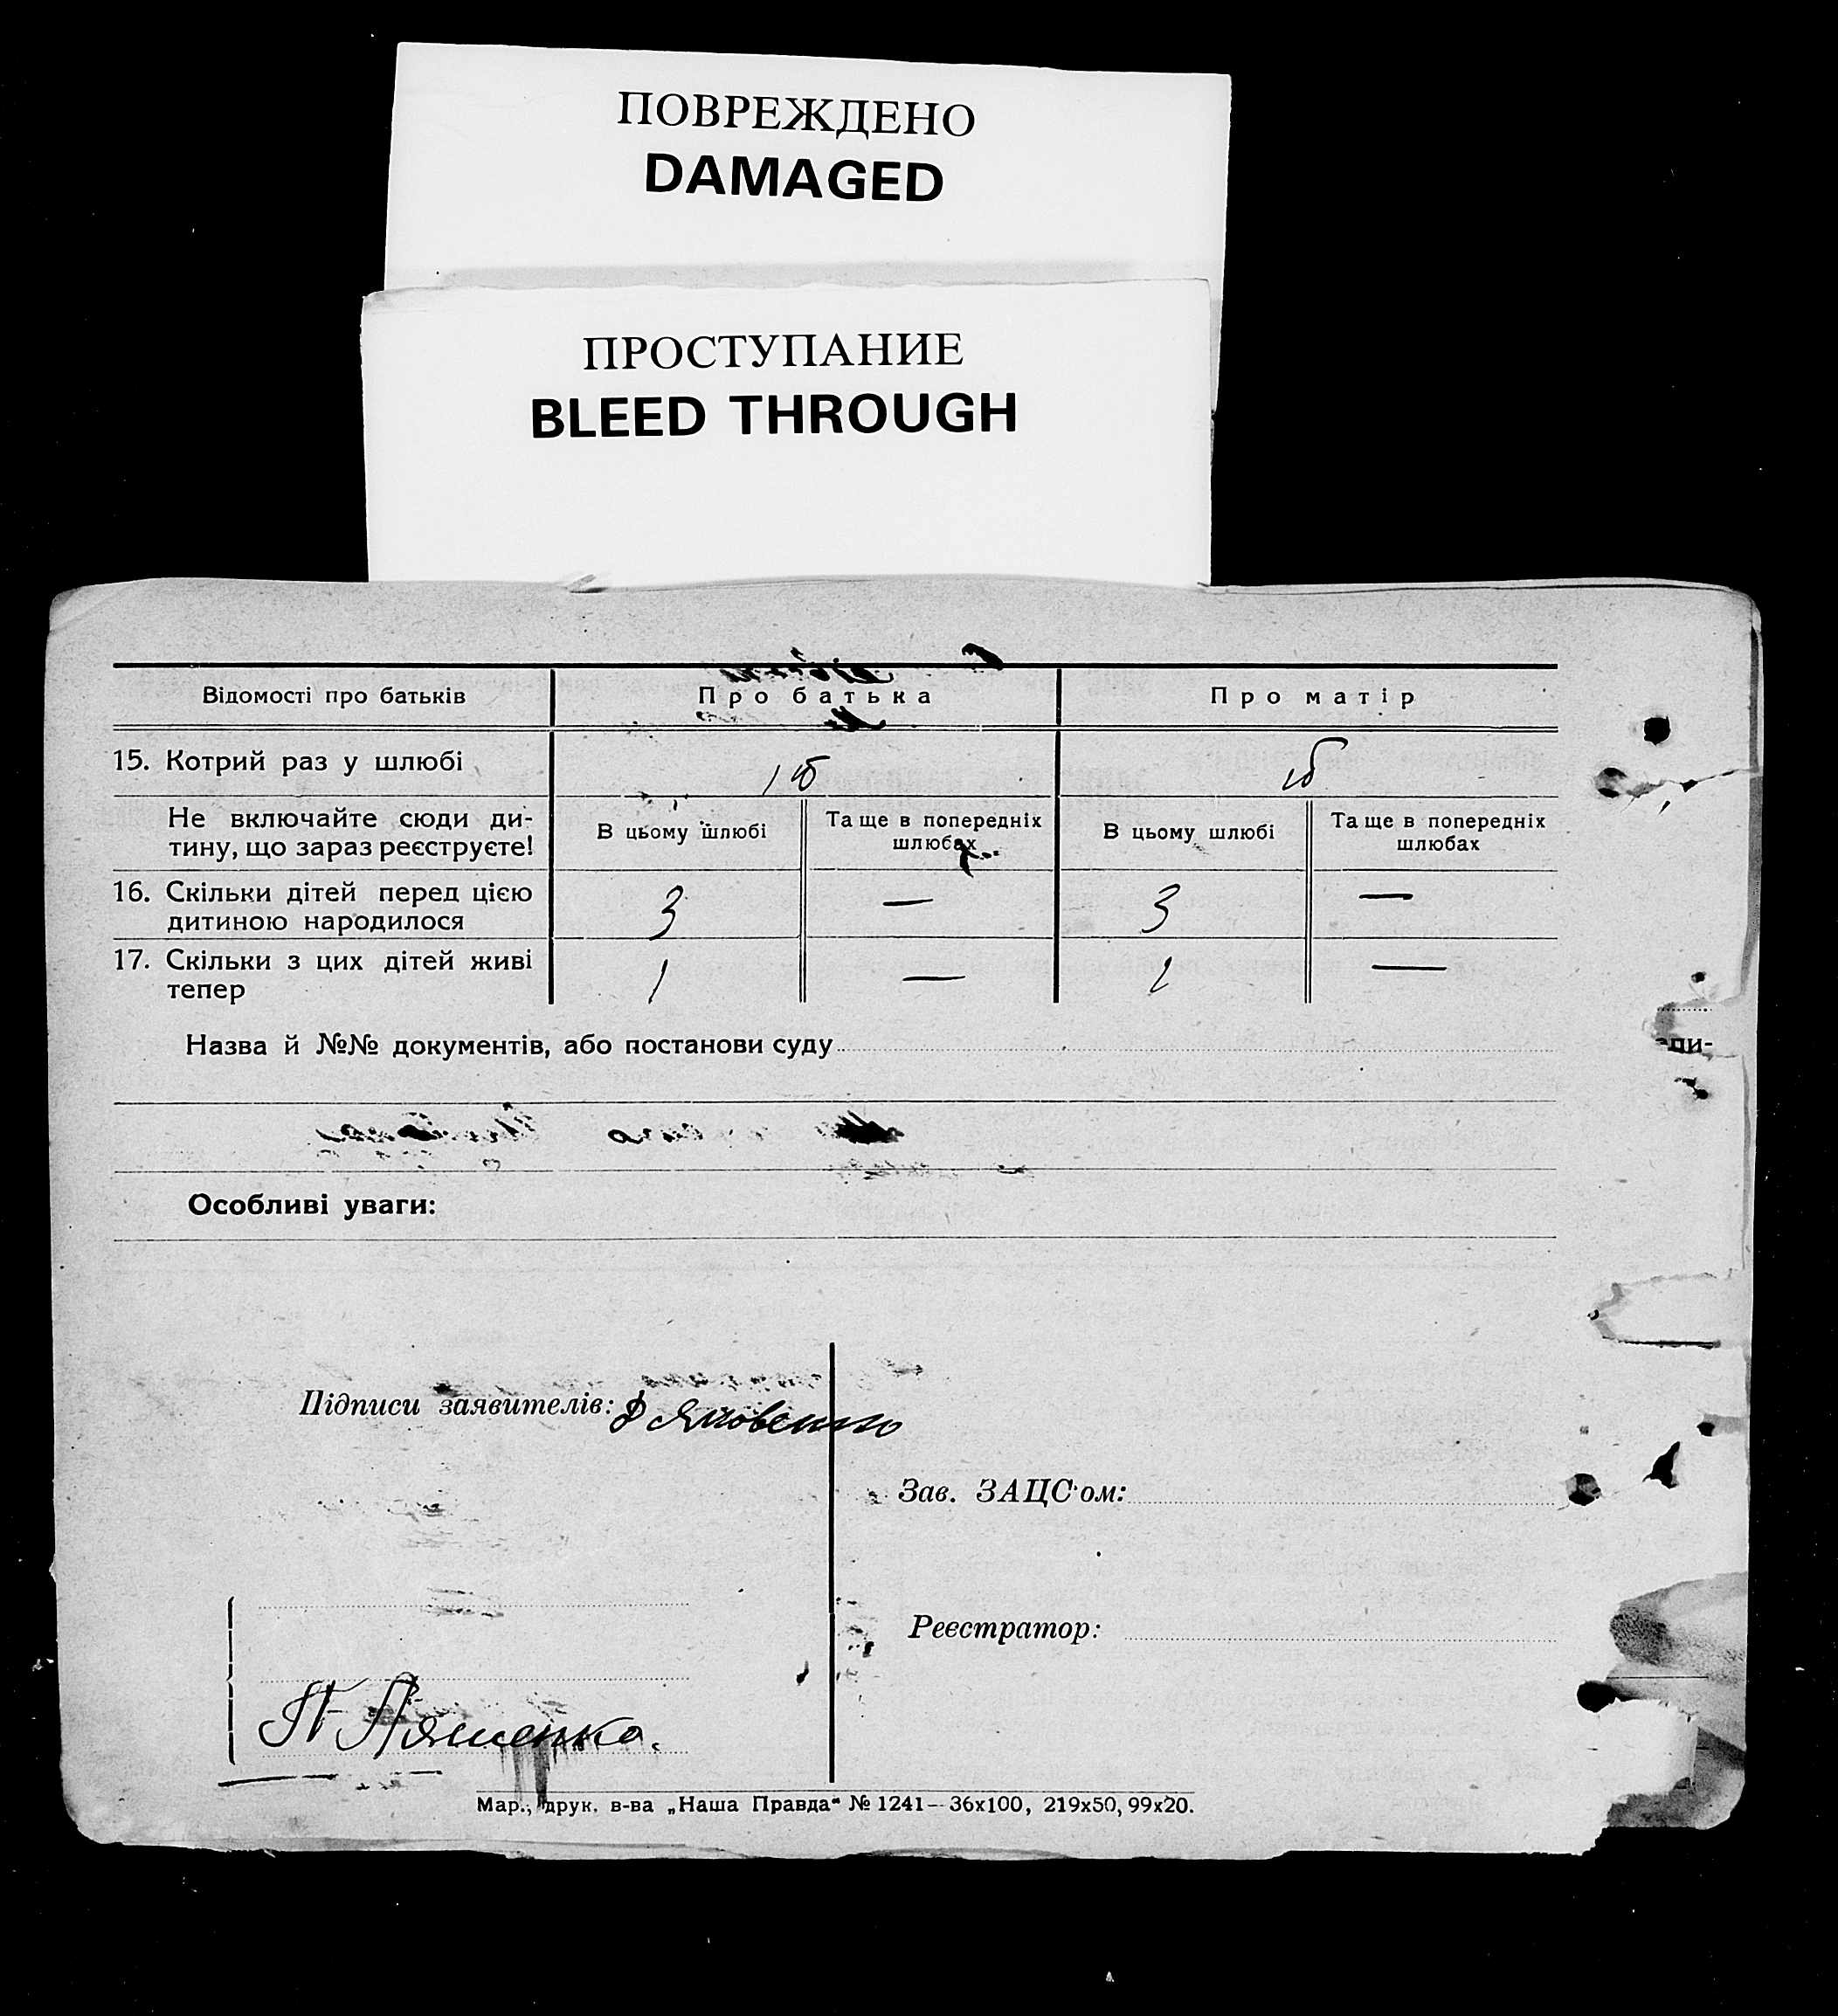 ПОВРЕЖДЕНО
DAMAGED
ПРОСТУПАНИЕ
BLEED THROUGH
Відомості про батьків Про батька Про матір
15. Котрий раз у шлюбі
Не включайте сюди ди-
тину, що зараз реєструєте!
В цьому шлюбі Та ще в попередніх шлюбах В цьому шлюбі Та ще в попередніх шлюбах
16. Скільки дітей перед цією
дитиною народилося 3 — 3 —
17. Скільки з цих дітей живі
тепер 1 — 1 —
Назва й №№ документів, або постанови суду
Особливі уваги:
Підписи заявителів: Ф Яковенко
Зав. ЗАЦС'ом:
Реєстратор:
Мар., друк. в-ва „Наша Правда" № 1241—36х100, 219х50, 99х20.